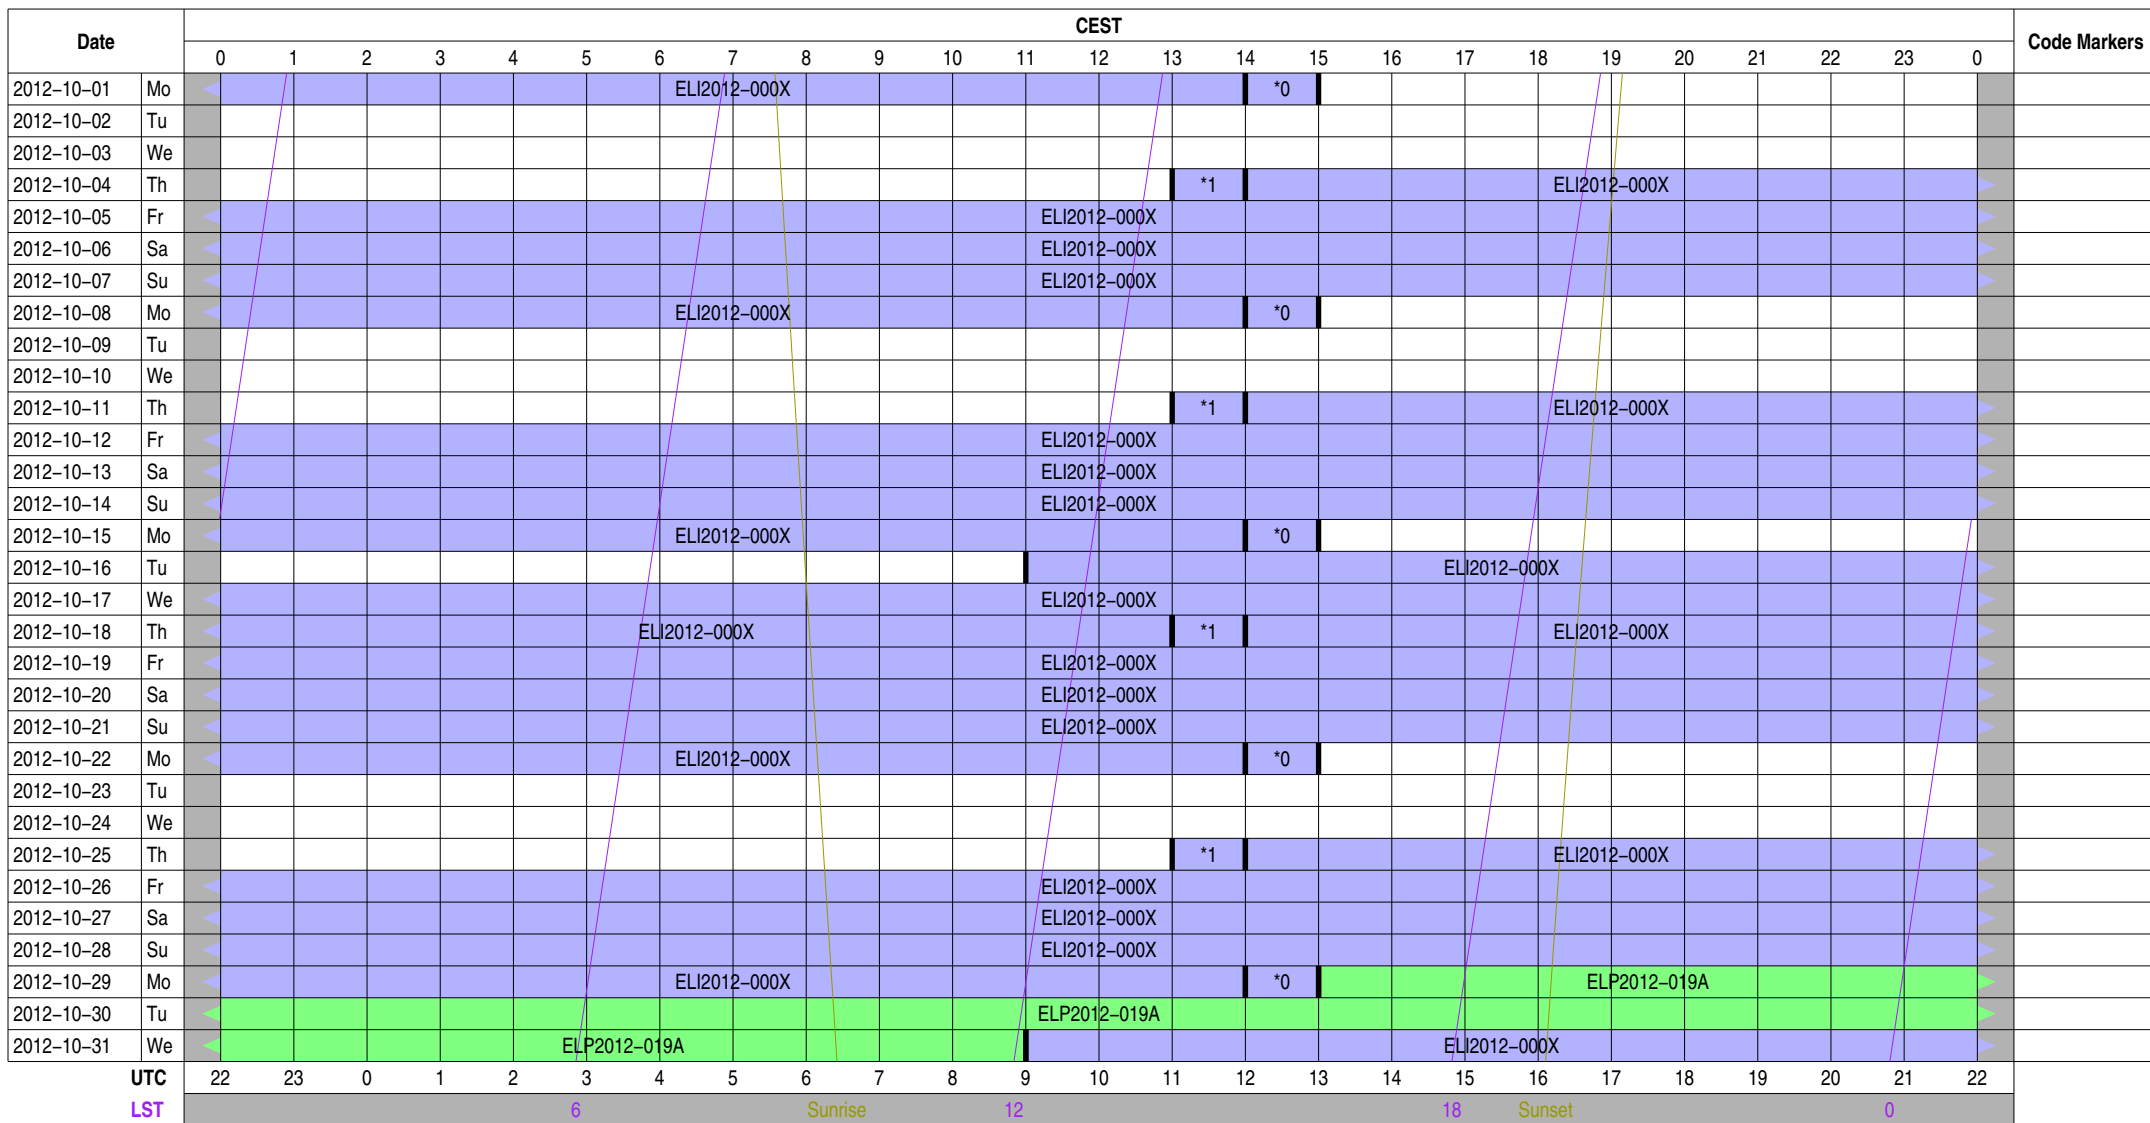 CEST
Date
Code Markers
0 1 2 3 4 5 6 7 8 9 10 11 12 13 14 15 16 17 18 19 20 21 22 23 0
2012-10-01 Mo ELI2012-000X *0
2012-10-02 Tu
2012-10-03 We
2012-10-04 Th *1 ELI2012-000X
2012-10-05 Fr ELI2012-000X
2012-10-06 Sa ELI2012-000X
2012-10-07 Su ELI2012-000X
2012-10-08 Mo ELI2012-000X *0
2012-10-09 Tu
2012-10-10 We
2012-10-11 Th *1 ELI2012-000X
2012-10-12 Fr ELI2012-000X
2012-10-13 Sa ELI2012-000X
2012-10-14 Su ELI2012-000X
2012-10-15 Mo ELI2012-000X *0
2012-10-16 Tu ELI2012-000X
2012-10-17 We ELI2012-000X
2012-10-18 Th ELI2012-000X *1 ELI2012-000X
2012-10-19 Fr ELI2012-000X
2012-10-20 Sa ELI2012-000X
2012-10-21 Su ELI2012-000X
2012-10-22 Mo ELI2012-000X *0
2012-10-23 Tu
2012-10-24 We
2012-10-25 Th *1 ELI2012-000X
2012-10-26 Fr ELI2012-000X
2012-10-27 Sa ELI2012-000X
2012-10-28 Su ELI2012-000X
2012-10-29 Mo ELI2012-000X *0 ELP2012-019A
2012-10-30 Tu ELP2012-019A
2012-10-31 We ELP2012-019A ELI2012-000X
UTC 22 23 0 1 2 3 4 5 6 7 8 9 10 11 12 13 14 15 16 17 18 19 20 21 22
LST 6 Sunrise 12 18 Sunset 0